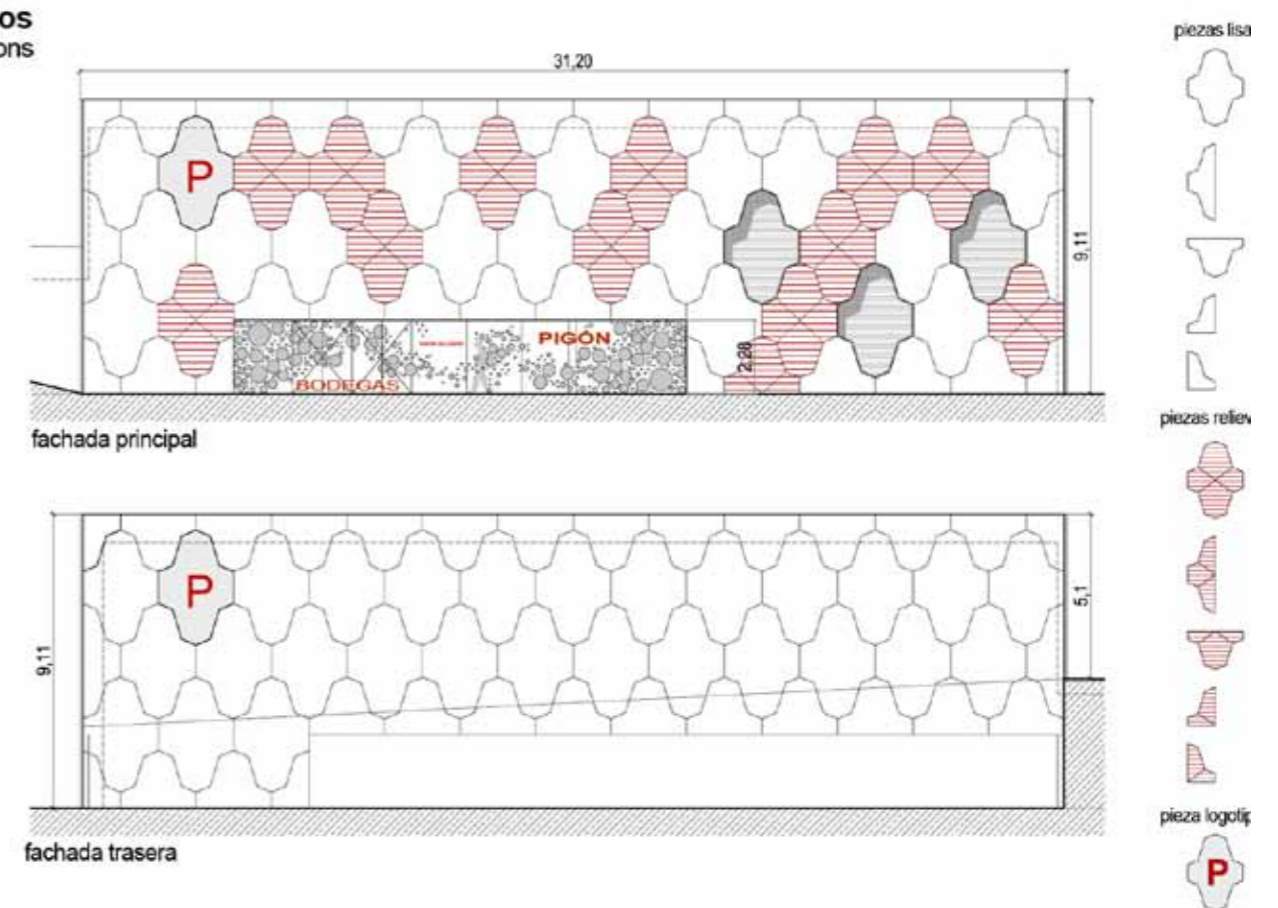 os
ons
31,20
P
9,11
2,28
PIGÓN
BODEGAS
fachada principal
P
9,11
5,1
fachada trasera
piezas lisa
piezas reliev
pieza logotip
P